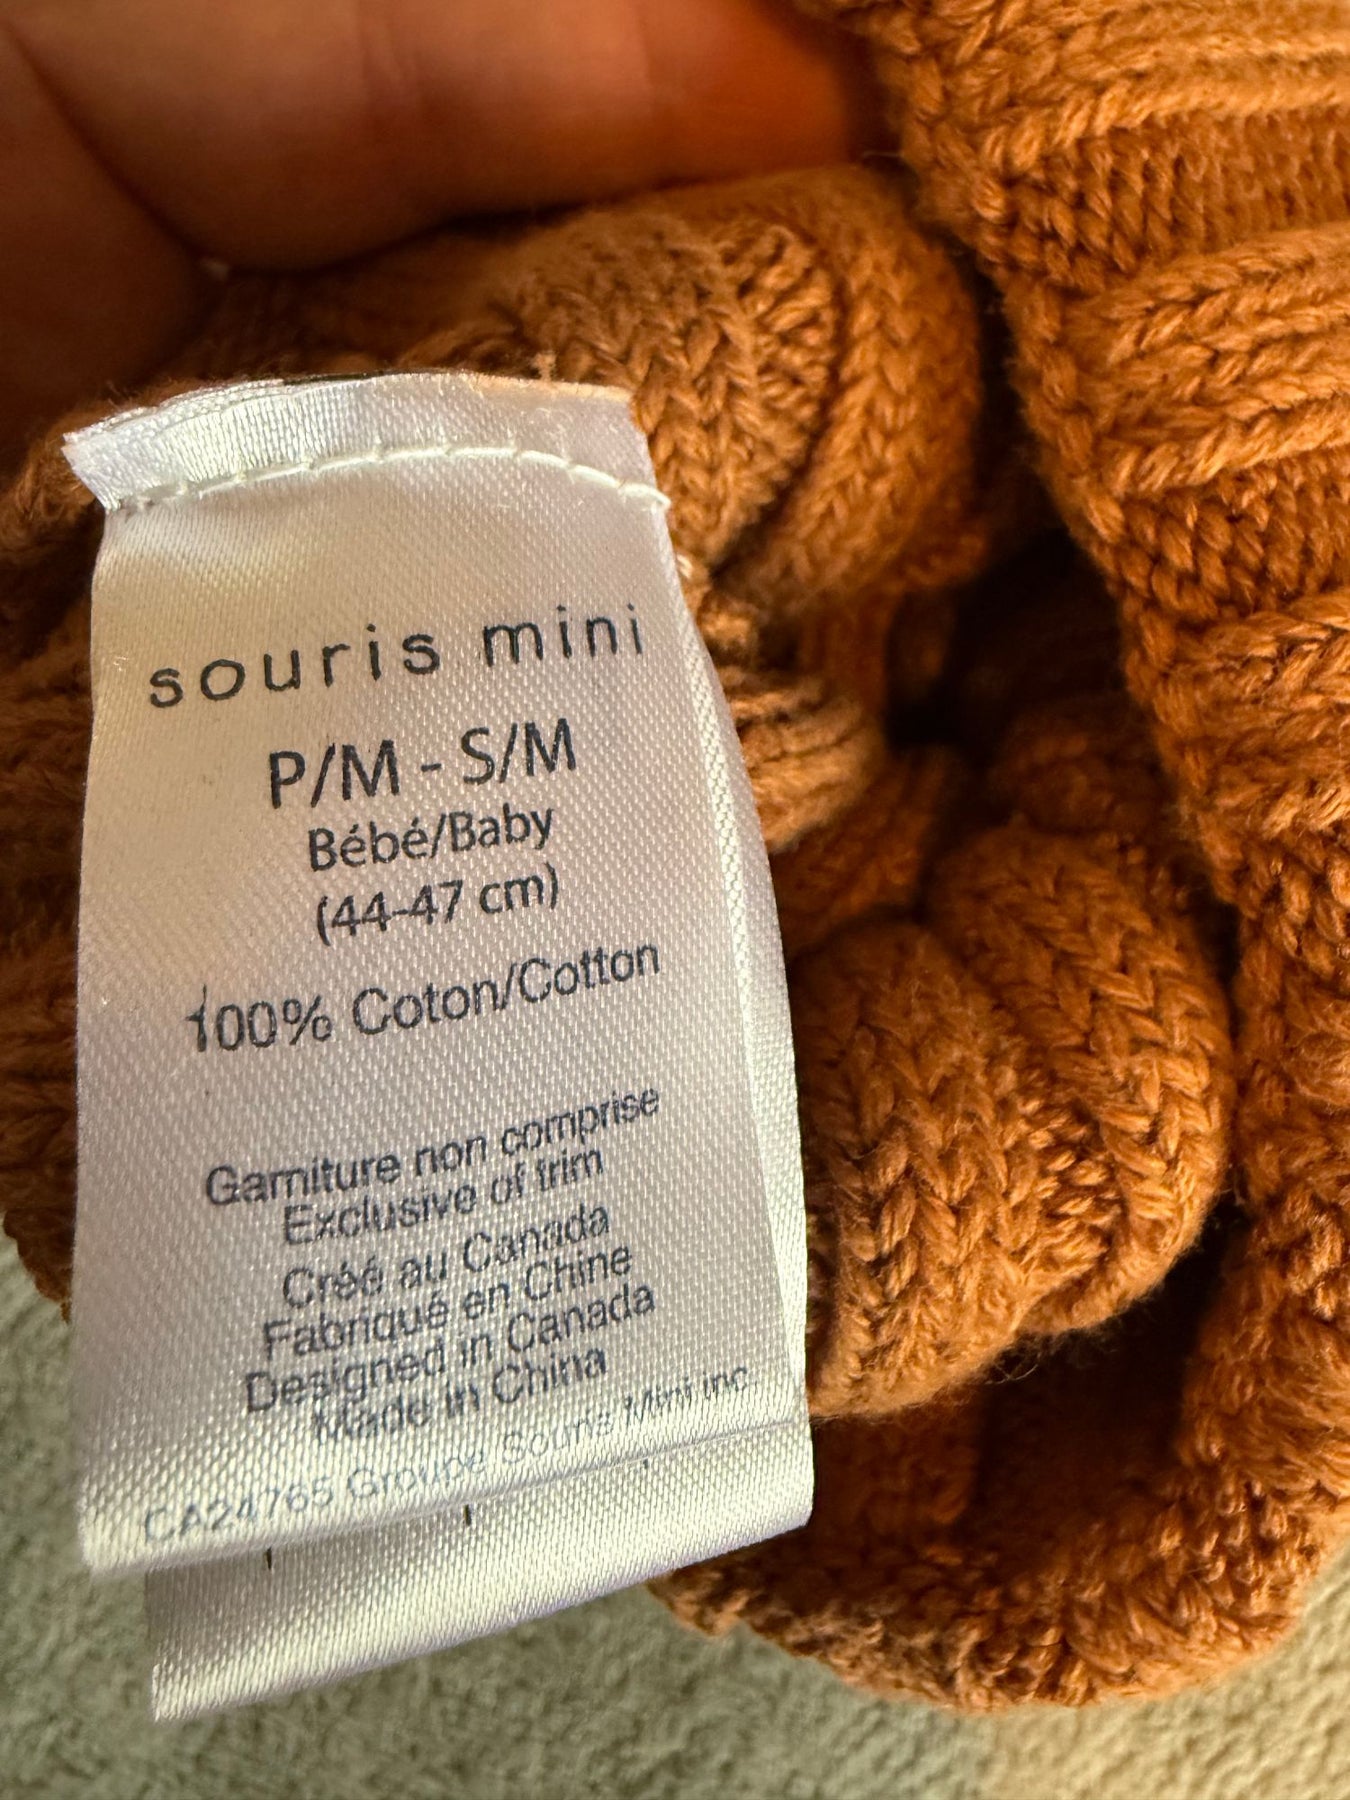 souris mini
P/M - S/M
Bébé/Baby
(44-47 cm)
100% Coton/Cotton
Garniture non comprise
Exclusive of trim
Créé au Canada
Fabriqué en Chine
Designed in Canada
Made in China
CA24765 Groupe Souris Mini inc.